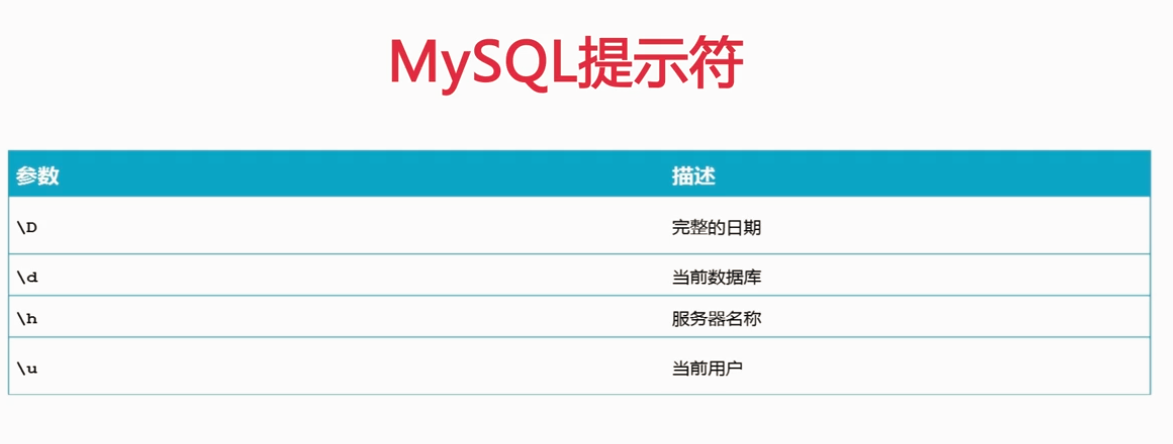 MySQL提示符
参数 描述
\D 完整的日期
\d 当前数据库
\h 服务器名称
\u 当前用户